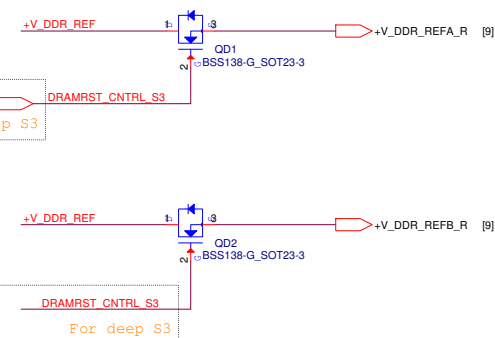 +V_DDR_REF 1 D S 3 +V_DDR_REFA_R [9]
QD1
2 G BSS138-G_SOT23-3
DRAMRST_CNTRL_S3
p S3
+V_DDR_REF 1 D S 3 +V_DDR_REFB_R [9]
QD2
2 G BSS138-G_SOT23-3
DRAMRST_CNTRL_S3
For deep S3